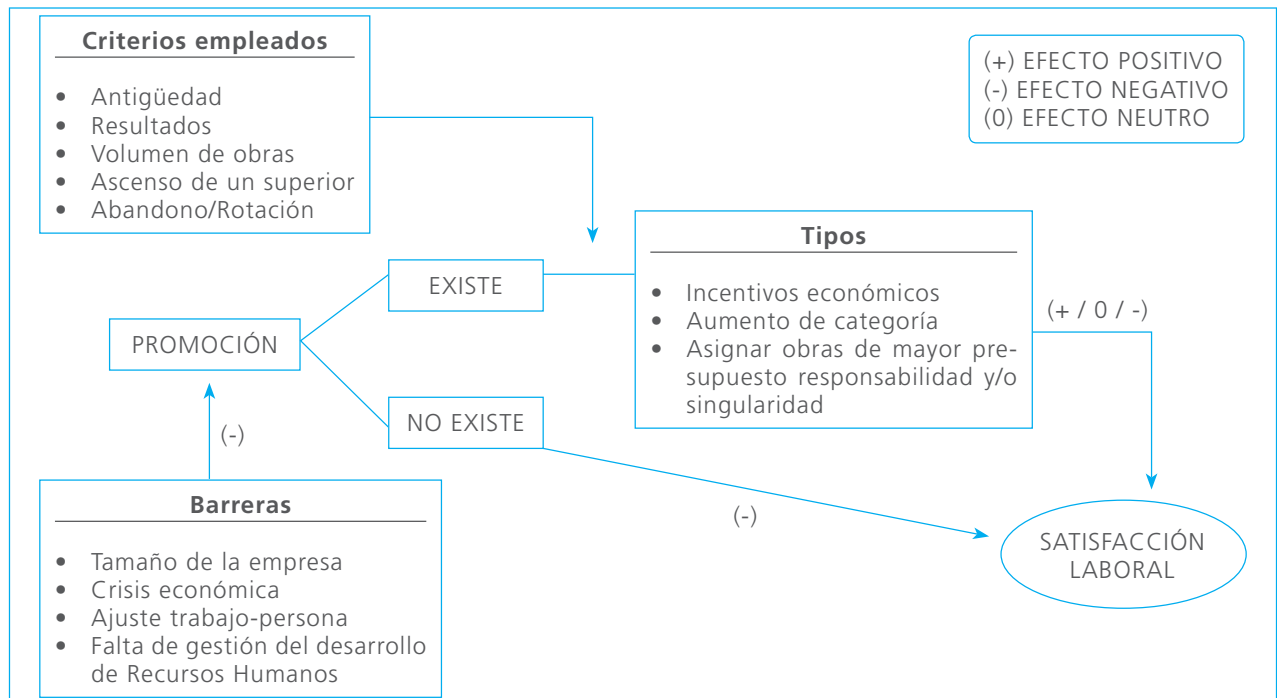 Criterios empleados
• Antigüedad
• Resultados
• Volumen de obras
• Ascenso de un superior
• Abandono/Rotación
(+) EFECTO POSITIVO
(-) EFECTO NEGATIVO
(0) EFECTO NEUTRO
Tipos
• Incentivos económicos
• Aumento de categoría
• Asignar obras de mayor pre-
supuesto responsabilidad y/o
singularidad
(+ / 0 / -)
EXISTE
PROMOCIÓN
NO EXISTE
(-)
(-)
Barreras
• Tamaño de la empresa
• Crisis económica
• Ajuste trabajo-persona
• Falta de gestión del desarrollo
de Recursos Humanos
SATISFACCIÓN
LABORAL